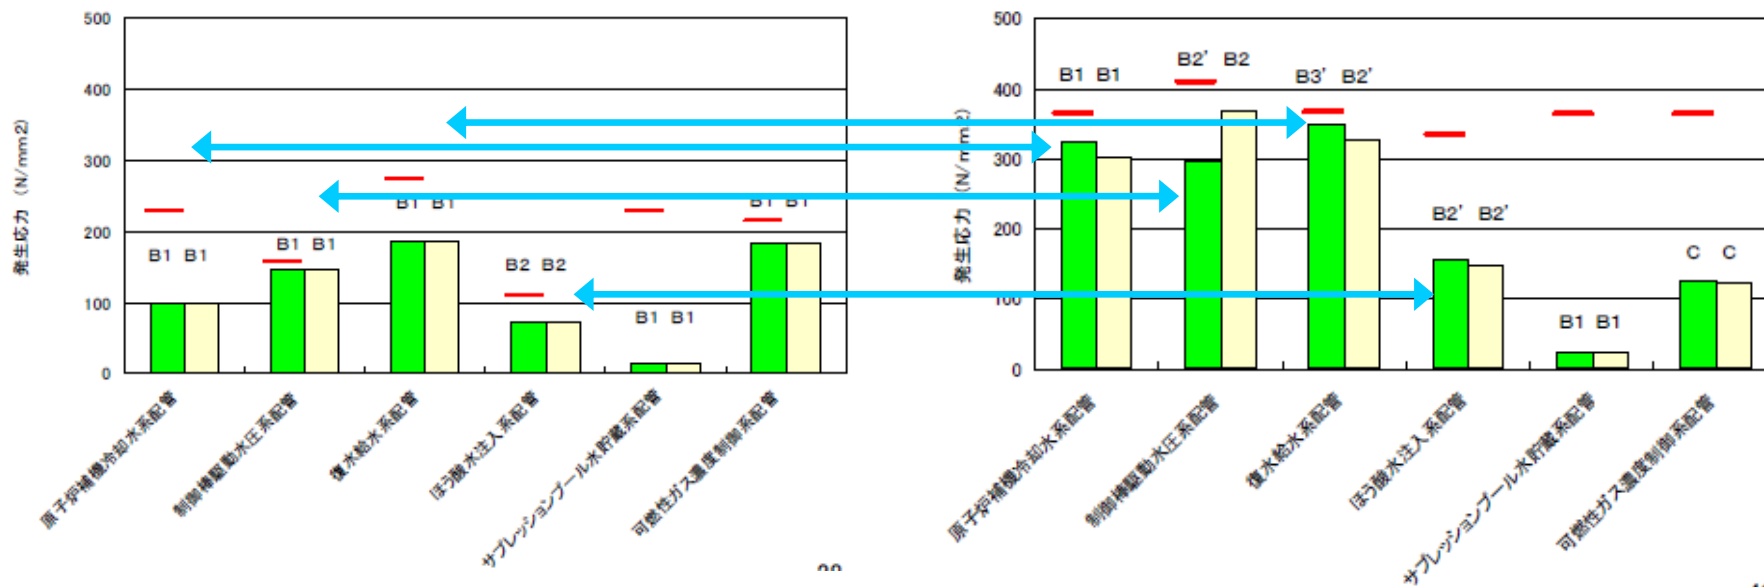 500
400
300
200
100
0
発生応力 (N/mm2)
B1 B1
B1 B1
B1 B1
B2 B2
B1 B1
B1 B1
原子炉補機冷却水系配管
制御棒駆動水圧系配管
復水給水系配管
ほう酸水注入系配管
サプレッションプール水貯蔵系配管
可燃性ガス濃度制御系配管
500
400
300
200
100
0
発生応力 (N/mm2)
B1 B1
B2' B2
B3' B2'
B2' B2'
B1 B1
C C
原子炉補機冷却水系配管
制御棒駆動水圧系配管
復水給水系配管
ほう酸水注入系配管
サプレッションプール水貯蔵系配管
可燃性ガス濃度制御系配管